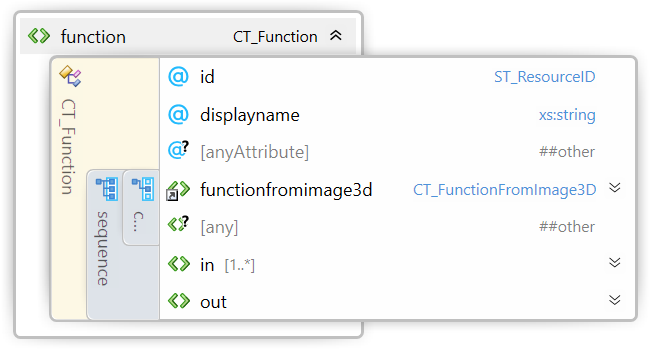 function CT_Function
CT_Function
sequence
c...
@ id ST_ResourceID
@ displayname xs:string
@? [anyAttribute] ##other
functionfromimage3d CT_FunctionFromImage3D
? [any] ##other
in [1..*]
out